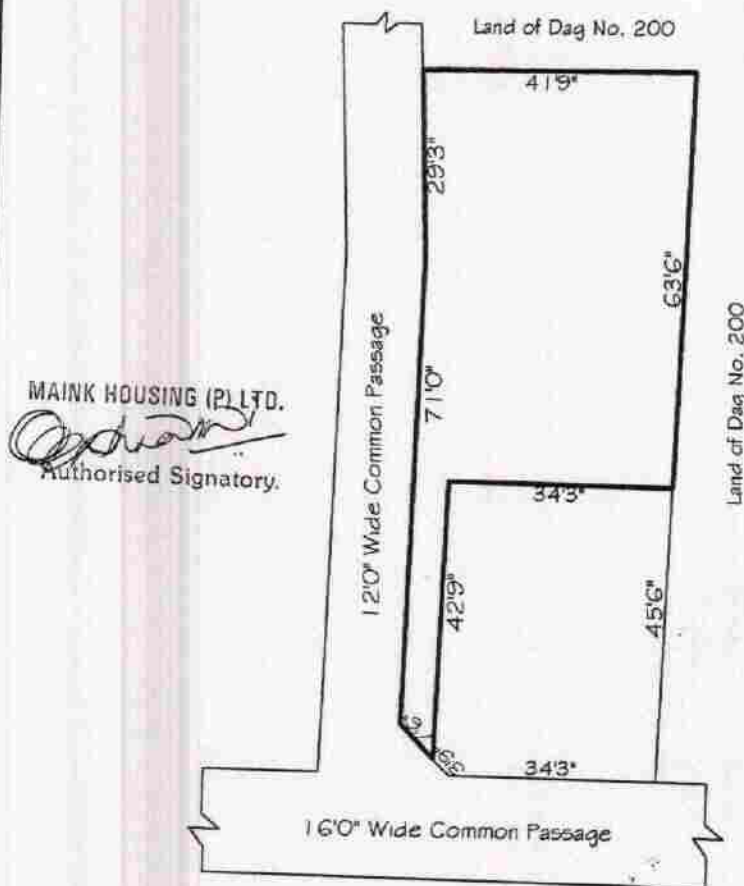 Land of Dag No. 200
41'9"
29'3"
63'6"
Land of Dag No. 200
71'0"
12'0" Wide Common Passage
MAINK HOUSING (P) LTD.
Authorised Signatory.
34'3"
42'9"
45'6"
3'9"
34'3"
16'0" Wide Common Passage